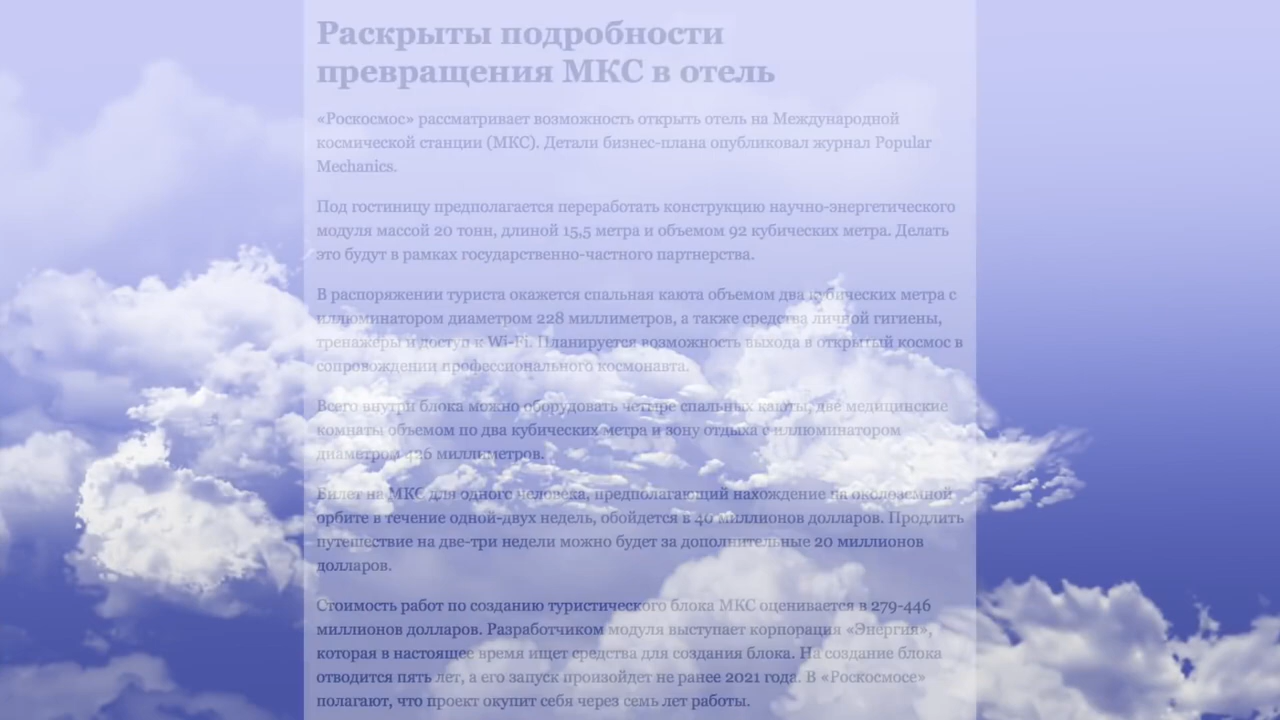 Раскрыты подробности
превращения МКС в отель
«Роскосмос» рассматривает возможность открыть отель на Международной
космической станции (МКС). Детали бизнес-плана опубликовал журнал Popular
Mechanics.
Под гостиницу предполагается переработать конструкцию научно-энергетического
модуля массой 20 тонн, длиной 15,5 метра и объемом 92 кубических метра. Делать
это будут в рамках государственно-частного партнерства.
В распоряжении туриста окажется спальная каюта объемом два кубических метра с
иллюминатором диаметром 228 миллиметров, а также средства личной гигиены,
тренажеры и доступ к Wi-Fi. Планируется возможность выхода в открытый космос в
сопровождении профессионального космонавта.
Всего внутри блока можно оборудовать четыре спальных каюты, две медицинские
комнаты объемом по два кубических метра и зону отдыха с иллюминатором
диаметром 426 миллиметров.
Билет на МКС для одного человека, предполагающий нахождение на околоземной
орбите в течение одной-двух недель, обойдется в 40 миллионов долларов. Продлить
путешествие на две-три недели можно будет за дополнительные 20 миллионов
долларов.
Стоимость работ по созданию туристического блока МКС оценивается в 279-446
миллионов долларов. Разработчиком модуля выступает корпорация «Энергия»,
которая в настоящее время ищет средства для создания блока. На создание блока
отводится пять лет, а его запуск произойдет не ранее 2021 года. В «Роскосмосе»
полагают, что проект окупит себя через семь лет работы.